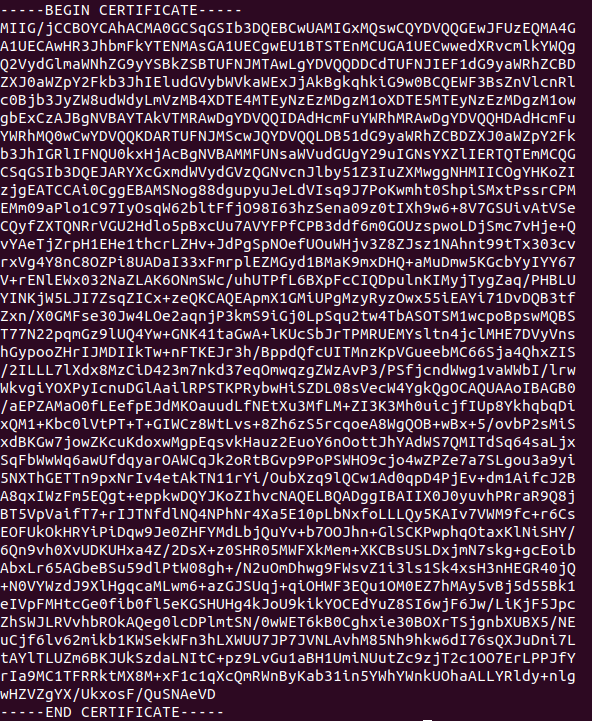 -----BEGIN CERTIFICATE-----
MIIG/jCCBOYCAhACMA0GCSqGSIb3DQEBCwUAMIGxMQswCQYDVQQGEwJFUzEQMA4G
A1UECAwHR3JhbmFkYTENMAsGA1UECgwEU1BTSTEnMCUGA1UECwwedXRvcmlkYWQg
Q2VydGlmaWNhZG9yYSBkZSBTUFNJMTAwLgYDVQQDDCdTUFNJIEF1dG9yaWRhZCBD
ZXJ0aWZpY2Fkb3JhIEludGVybWVkaWExJjAkBgkqhkiG9w0BCQEWF3BsZnVlcnRl
c0Bjb3JyZW8udWdyLmVzMB4XDTE4MTEyNzEzMDgzM1oXDTE5MTEyNzEzMDgzM1ow
gbExCzAJBgNVBAYTAkVTMRAwDgYDVQQIDAdHcmFuYWRhMRAwDgYDVQQHDAdHcmFu
YWRhMQ0wCwYDVQQKDARTUFNJMScwJQYDVQQLDB51dG9yaWRhZCBDZXJ0aWZpY2Fk
b3JhIGRlIFNQU0kxHjAcBgNVBAMMFUNsaWVudGUgY29uIGNsYXZlIERTQTEmMCQG
CSqGSIb3DQEJARYXcGxmdWVydGVzQGNvcnJlby51Z3IuZXMwggNHMIICOgYHKoZI
zjgEATCCAi0CggEBAMSNog88dgupyuJeLdVIsq9J7PoKwmht0ShpiSMxtPssrCPM
EMm09aPlo1C97IyOsqW62bltFfjO98I63hzSena09z0tIXh9w6+8V7GSUivAtVSe
CQyfZXTQNRrVGU2Hdlo5pBxcUu7AVYFPfCPB3ddf6m0GOUzspwoLDjSmc7vHje+Q
vYAeTjZrpH1EHe1thcrLZHv+JdPgSpNOefUOuWHjv3Z8ZJsz1NAhnt99tTx303cv
rxVg4Y8nC8OZPi8UADaI33xFmrplEZMGyd1BMaK9mxDHQ+aMuDmw5KGcbYyIYY67
V+rENlEWx032NaZLAK6ONmSWc/uhUTPfL6BXpFcCIQDpulnKIMyjTygZaq/PHBLU
YINKjW5LJI7ZsqZICx+zeQKCAQEApmX1GMiUPgMzyRyzOwx55iEAYi71DvDQB3tf
Zxn/X0GMFse30Jw4LOe2aqnjP3kmS9iGj0LpSqu2tw4TbASOTSM1wcpoBpswMQBS
T77N22pqmGz9lUQ4Yw+GNK41taGwA+lKUcSbJrTPMRUEMYsltn4jclMHE7DVyVns
hGypooZHrIJMDIIkTw+nFTKEJr3h/BppdQfcUITMnzKpVGueebMC66Sja4QhxZIS
/2ILLL7lXdx8MzCiD423m7nkd37eqOmwqzgZWzAvP3/PSfjcndWwg1vaWWbI/lrw
WkvgiYOXPyIcnuDGlAailRPSTKPRybwHiSZDL08sVecW4YgkQgOCAQUAAoIBAGB0
/aEPZAMaO0fLEefpEJdMKOauudLfNEtXu3MfLM+ZI3K3Mh0uicjfIUp8YkhqbqDi
xQM1+Kbc0lVtPT+T+GIWCz8WtLvs+8Zh6zS5rcqoeA8WgQOB+wBx+5/ovbP2sMiS
xdBKGw7jowZKcuKdoxwMgpEqsvkHauz2EuoY6nOottJhYAdWS7QMITdSq64saLjx
SqFbWwWq6awUfdqyarOAWCqJk2oRtBGvp9PoPSWHO9cjo4wZPZe7a7SLgou3a9yi
5NXThGETTn9pxNrIv4etAkTN11rYi/OubXzq9lQCw1Ad0qpD4PjEv+dm1AifcJ2B
A8qxIWzFm5EQgt+eppkwDQYJKoZIhvcNAQELBQADggIBAIIX0J0yuvhPRraR9Q8j
BT5VpVaifT7+rIJTNfdlNQ4NPhNr4Xa5E10pLbNxfoLLLQy5KAIv7VWM9fc+r6Cs
EOFUkOkHRYiPiDqw9Je0ZHFYMdLbjQuYv+b7OOJhn+GlSCKPwphqOtaxKlNiSHY/
6Qn9vh0XvUDKUHxa4Z/2DsX+z0SHR05MWFXkMem+XKCBsUSLDxjmN7skg+gcEoib
AbxLr65AGbeBSu59dlPtW08gh+/N2uOmDhwg9FWsvZ1i3ls1Sk4xsH3nHEGR40jQ
+N0VYWzdJ9XlHgqcaMLwm6+azGJSUqj+qiOHWF3EQu1OM0EZ7hMAy5vBj5d55Bk1
eIVpFMHtcGe0fib0fl5eKGSHUHg4kJoU9kikYOCEdYuZ8SI6wjF6Jw/LiKjF5Jpc
ZhSWJLRVvhbROkAQeg0lcDPlmtSN/0wWET6kB0Cghxie30BOXrTSjgnbXUBX5/NE
uCjf6lv62mikb1KWSekWFn3hLXWUU7JP7JVNLAvhM85Nh9hkw6dI76sQXJuDni7L
tAYlTLUZm6BKJUkSzdaLNItC+pz9LvGu1aBH1UmiNUutZc9zjT2c1OO7ErLPPJfY
rIa9MC1TFRRktMX8M+xF1c1qXcQmRWnByKab31in5YWhYWnkUOhaALLYRldy+nlg
wHZVZgYX/UkxosF/QuSNAeVD
-----END CERTIFICATE-----